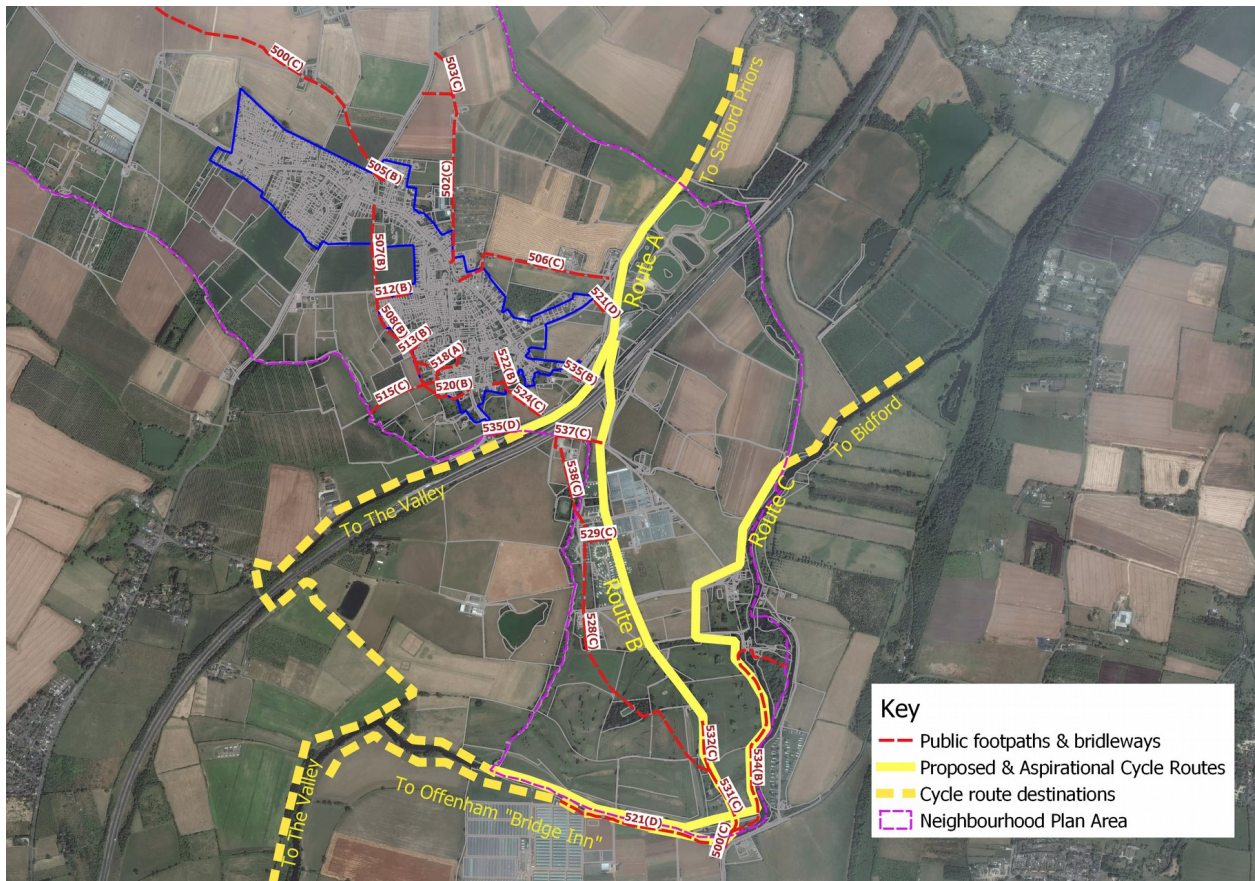 500(C)
503(C)
To Salford Priors
505(B)
502(C)
507(B)
506(C)
Route A
512(B)
521(D)
508(B)
513(B)
518(A)
522(B)
535(B)
515(C)
520(B)
524(C)
To Bidford
535(D)
537(C)
538(C)
To The Valley
Route C
529(C)
Route B
528(C)
532(C)
534(B)
To The Valley
To Offenham "Bridge Inn"
531(C)
521(D)
500(C)
Key
Public footpaths & bridleways
Proposed & Aspirational Cycle Routes
Cycle route destinations
Neighbourhood Plan Area